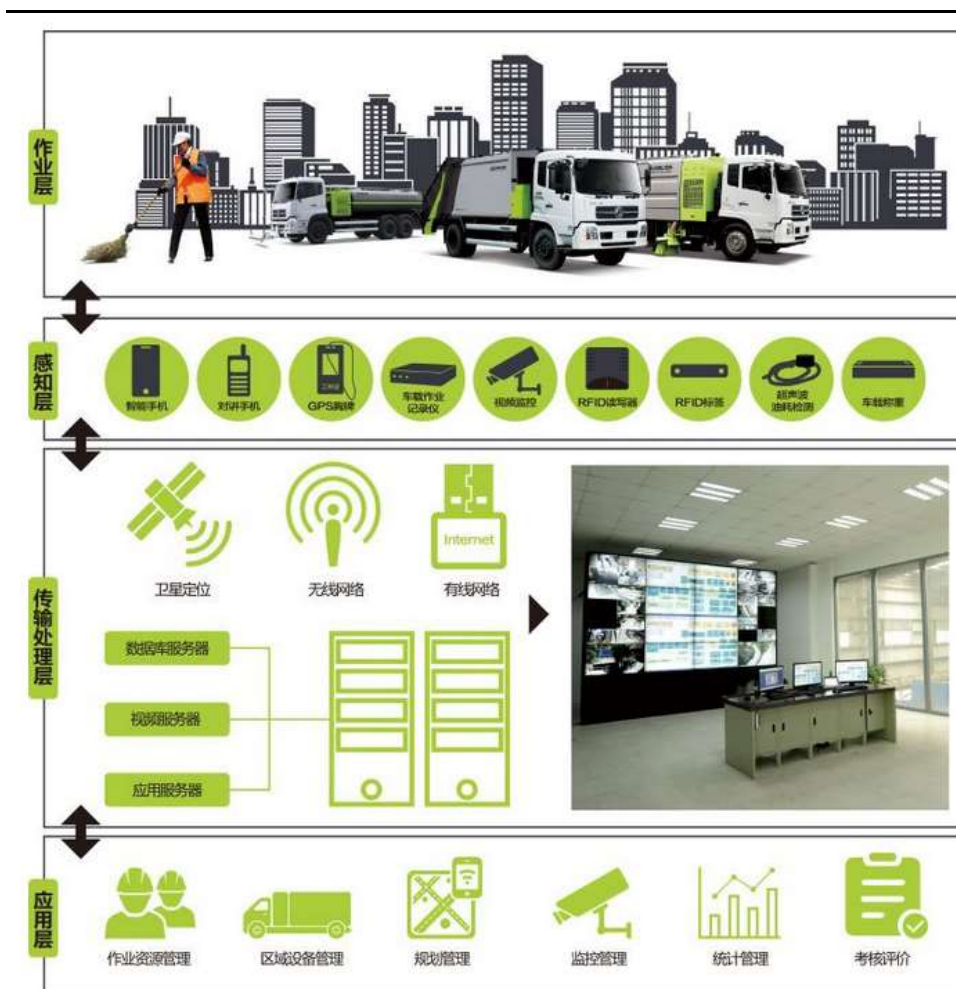 作业层
感知层
智能手机
对讲手机
GPS胸牌
车载作业
记录仪
视频监控
RFID读写器
RFID标签
超声波
油耗检测
车载称重
传输处理层
Internet
卫星定位
无线网络
有线网络
数据库服务器
视频服务器
应用服务器
应用层
作业资源管理
区域设备管理
规划管理
监控管理
统计管理
考核评价